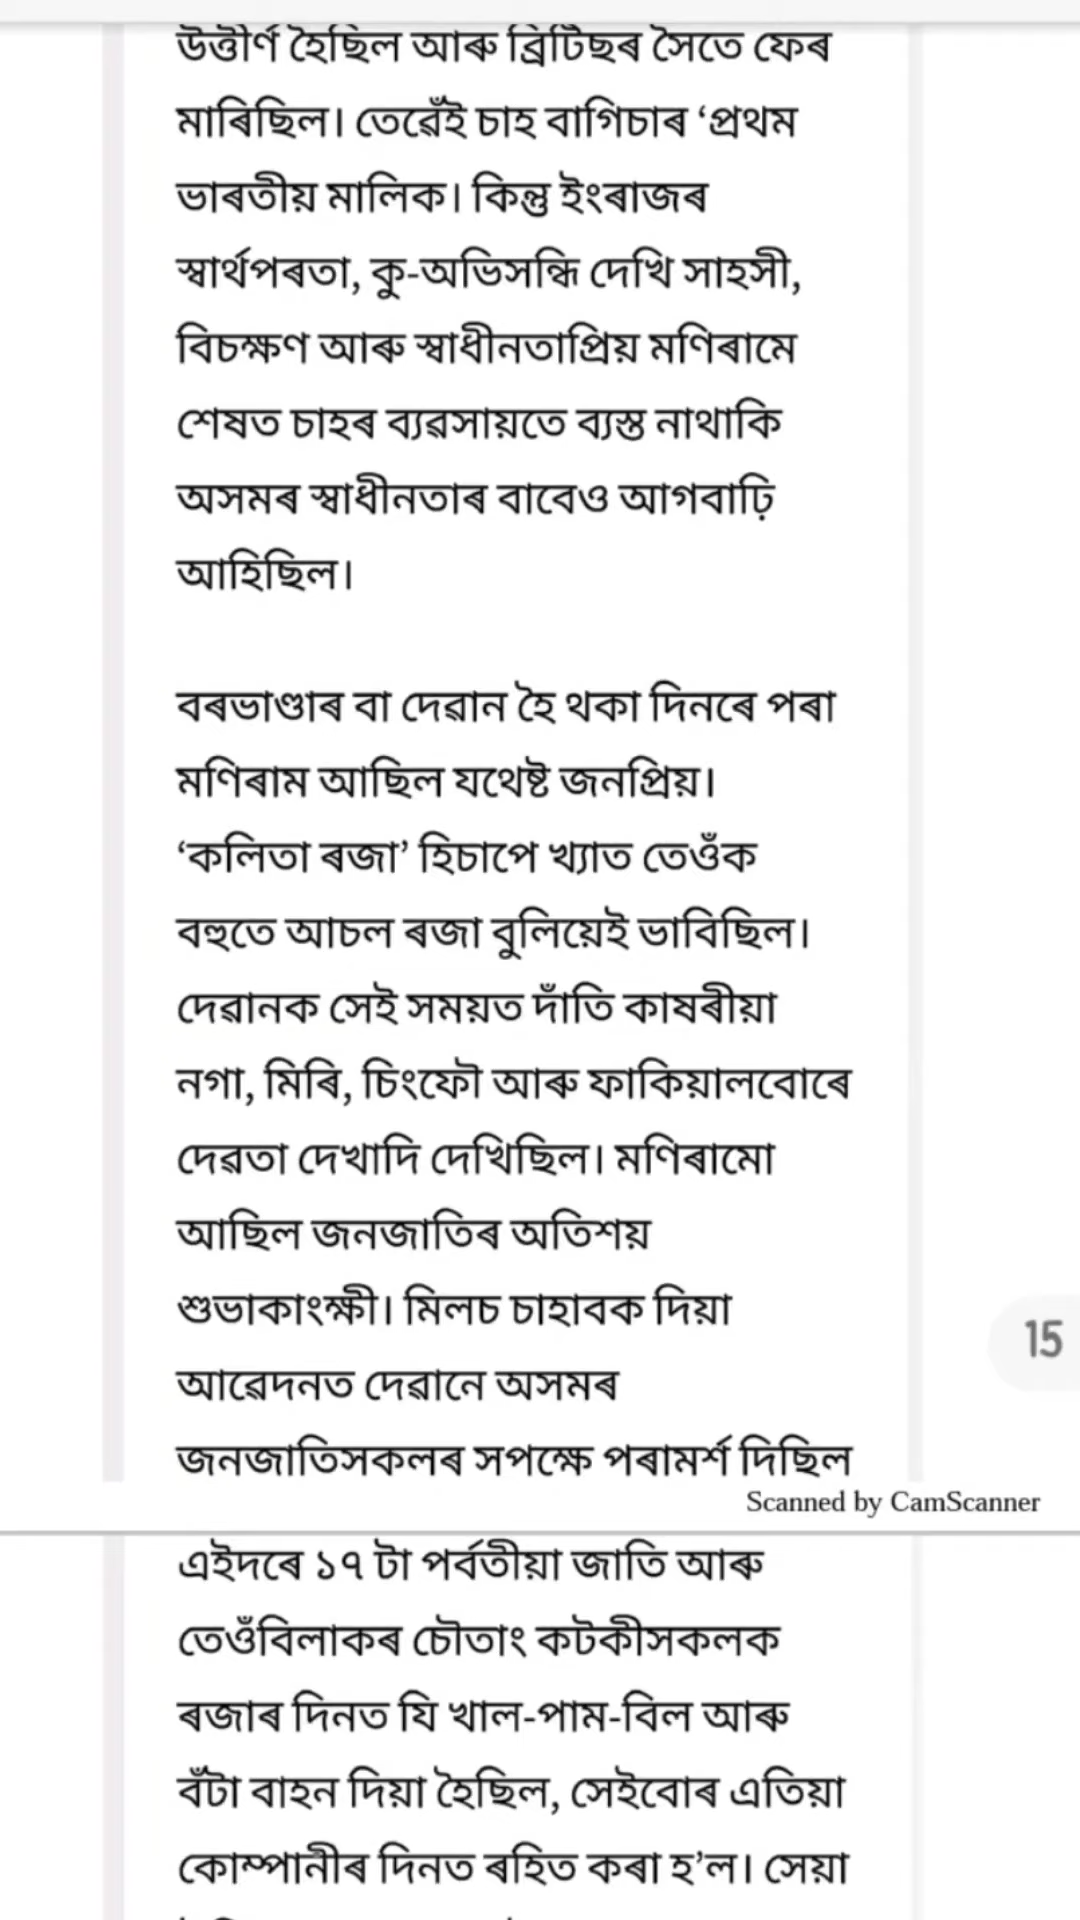 উত্তীৰ্ণ হৈছিল আৰু ব্ৰিটিছৰ সৈতে ফেৰ
মাৰিছিল। তেৱেঁই চাহ বাগিচাৰ ‘প্ৰথম
ভাৰতীয় মালিক। কিন্তু ইংৰাজৰ
স্বাৰ্থপৰতা, কু-অভিসন্ধি দেখি সাহসী,
বিচক্ষণ আৰু স্বাধীনতাপ্ৰিয় মণিৰামে
শেষত চাহৰ ব্যৱসায়তে ব্যস্ত নাথাকি
অসমৰ স্বাধীনতাৰ বাবেও আগবাঢ়ি
আহিছিল।
বৰভাণ্ডাৰ বা দেৱান হৈ থকা দিনৰে পৰা
মণিৰাম আছিল যথেষ্ট জনপ্ৰিয়।
‘কলিতা ৰজা’ হিচাপে খ্যাত তেওঁক
বহুতে আচল ৰজা বুলিয়েই ভাবিছিল।
দেৱানক সেই সময়ত দাঁতি কাষৰীয়া
নগা, মিৰি, চিংফৌ আৰু ফাকিয়ালবোৰে
দেৱতা দেখাদি দেখিছিল। মণিৰামো
আছিল জনজাতিৰ অতিশয়
শুভাকাংক্ষী। মিলচ চাহাবক দিয়া
15
আৱেদনত দেৱানে অসমৰ
জনজাতিসকলৰ সপক্ষে পৰামৰ্শ দিছিল
Scanned by CamScanner
এইদৰে ১৭ টা পৰ্বতীয়া জাতি আৰু
তেওঁবিলাকৰ চৌতাং কটকীসকলক
ৰজাৰ দিনত যি খাল-পাম-বিল আৰু
বঁটা বাহন দিয়া হৈছিল, সেইবোৰ এতিয়া
কোম্পানীৰ দিনত ৰহিত কৰা হ’ল। সেয়া